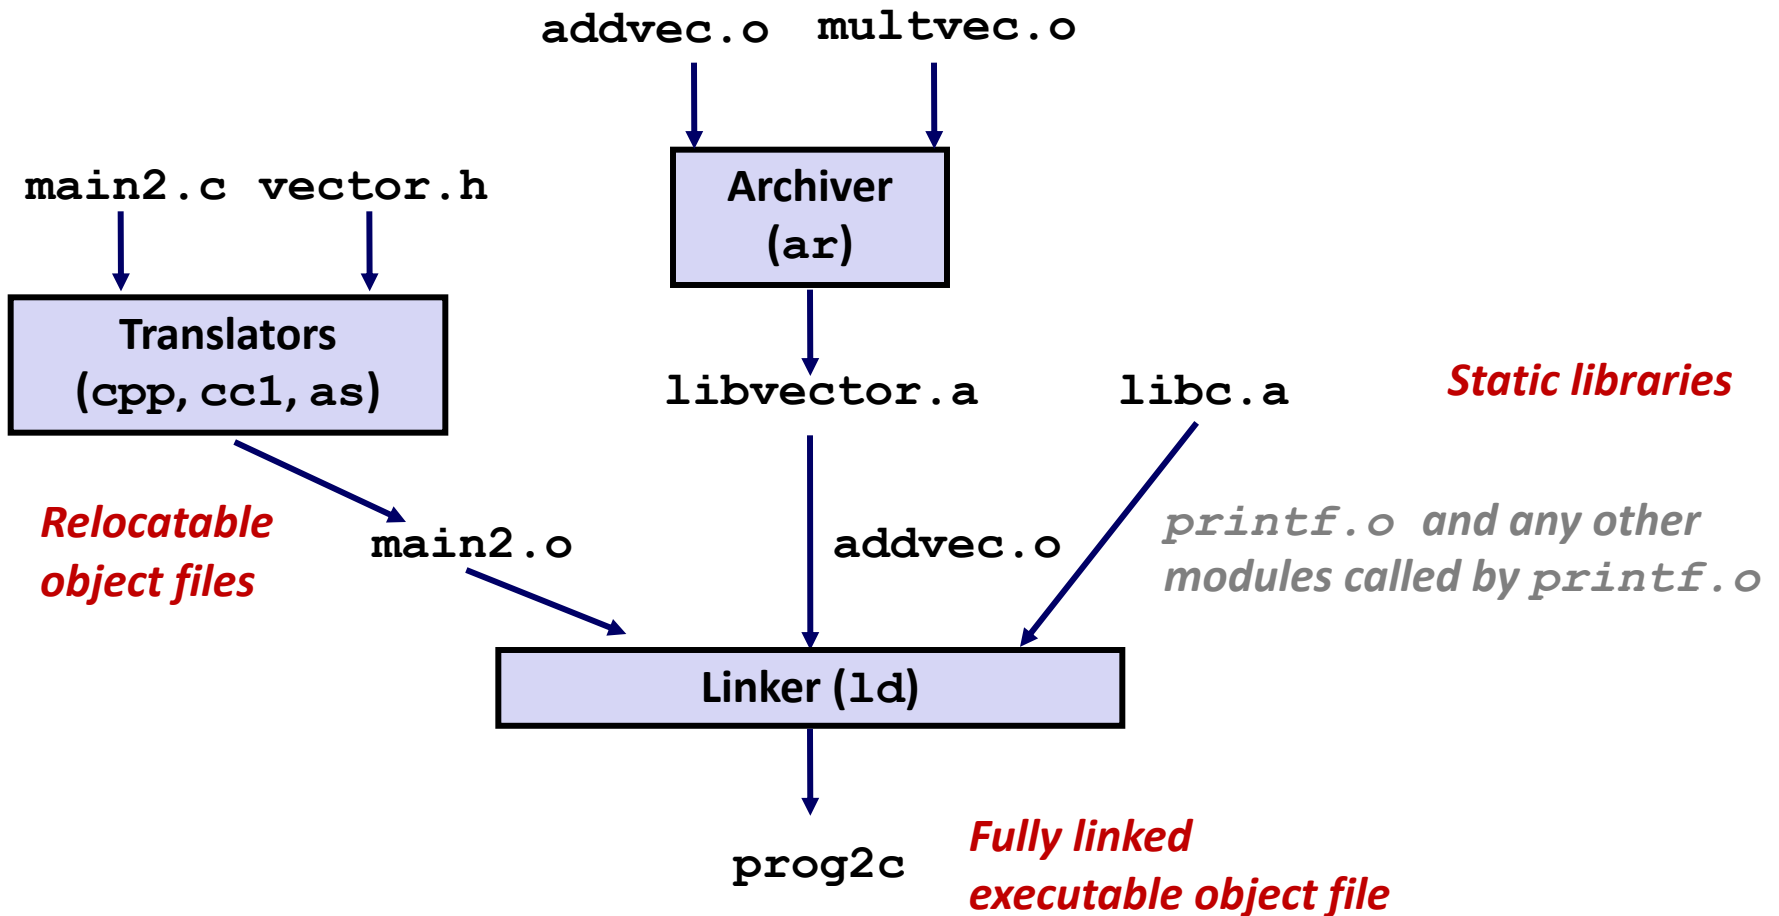 addvec.o multvec.o
main2.c vector.h
Archiver
(ar)
Translators
(cpp, cc1, as)
libvector.a libc.a Static libraries
Relocatable
object files
main2.o addvec.o
printf.o and any other
modules called by printf.o
Linker (ld)
prog2c
Fully linked
executable object file